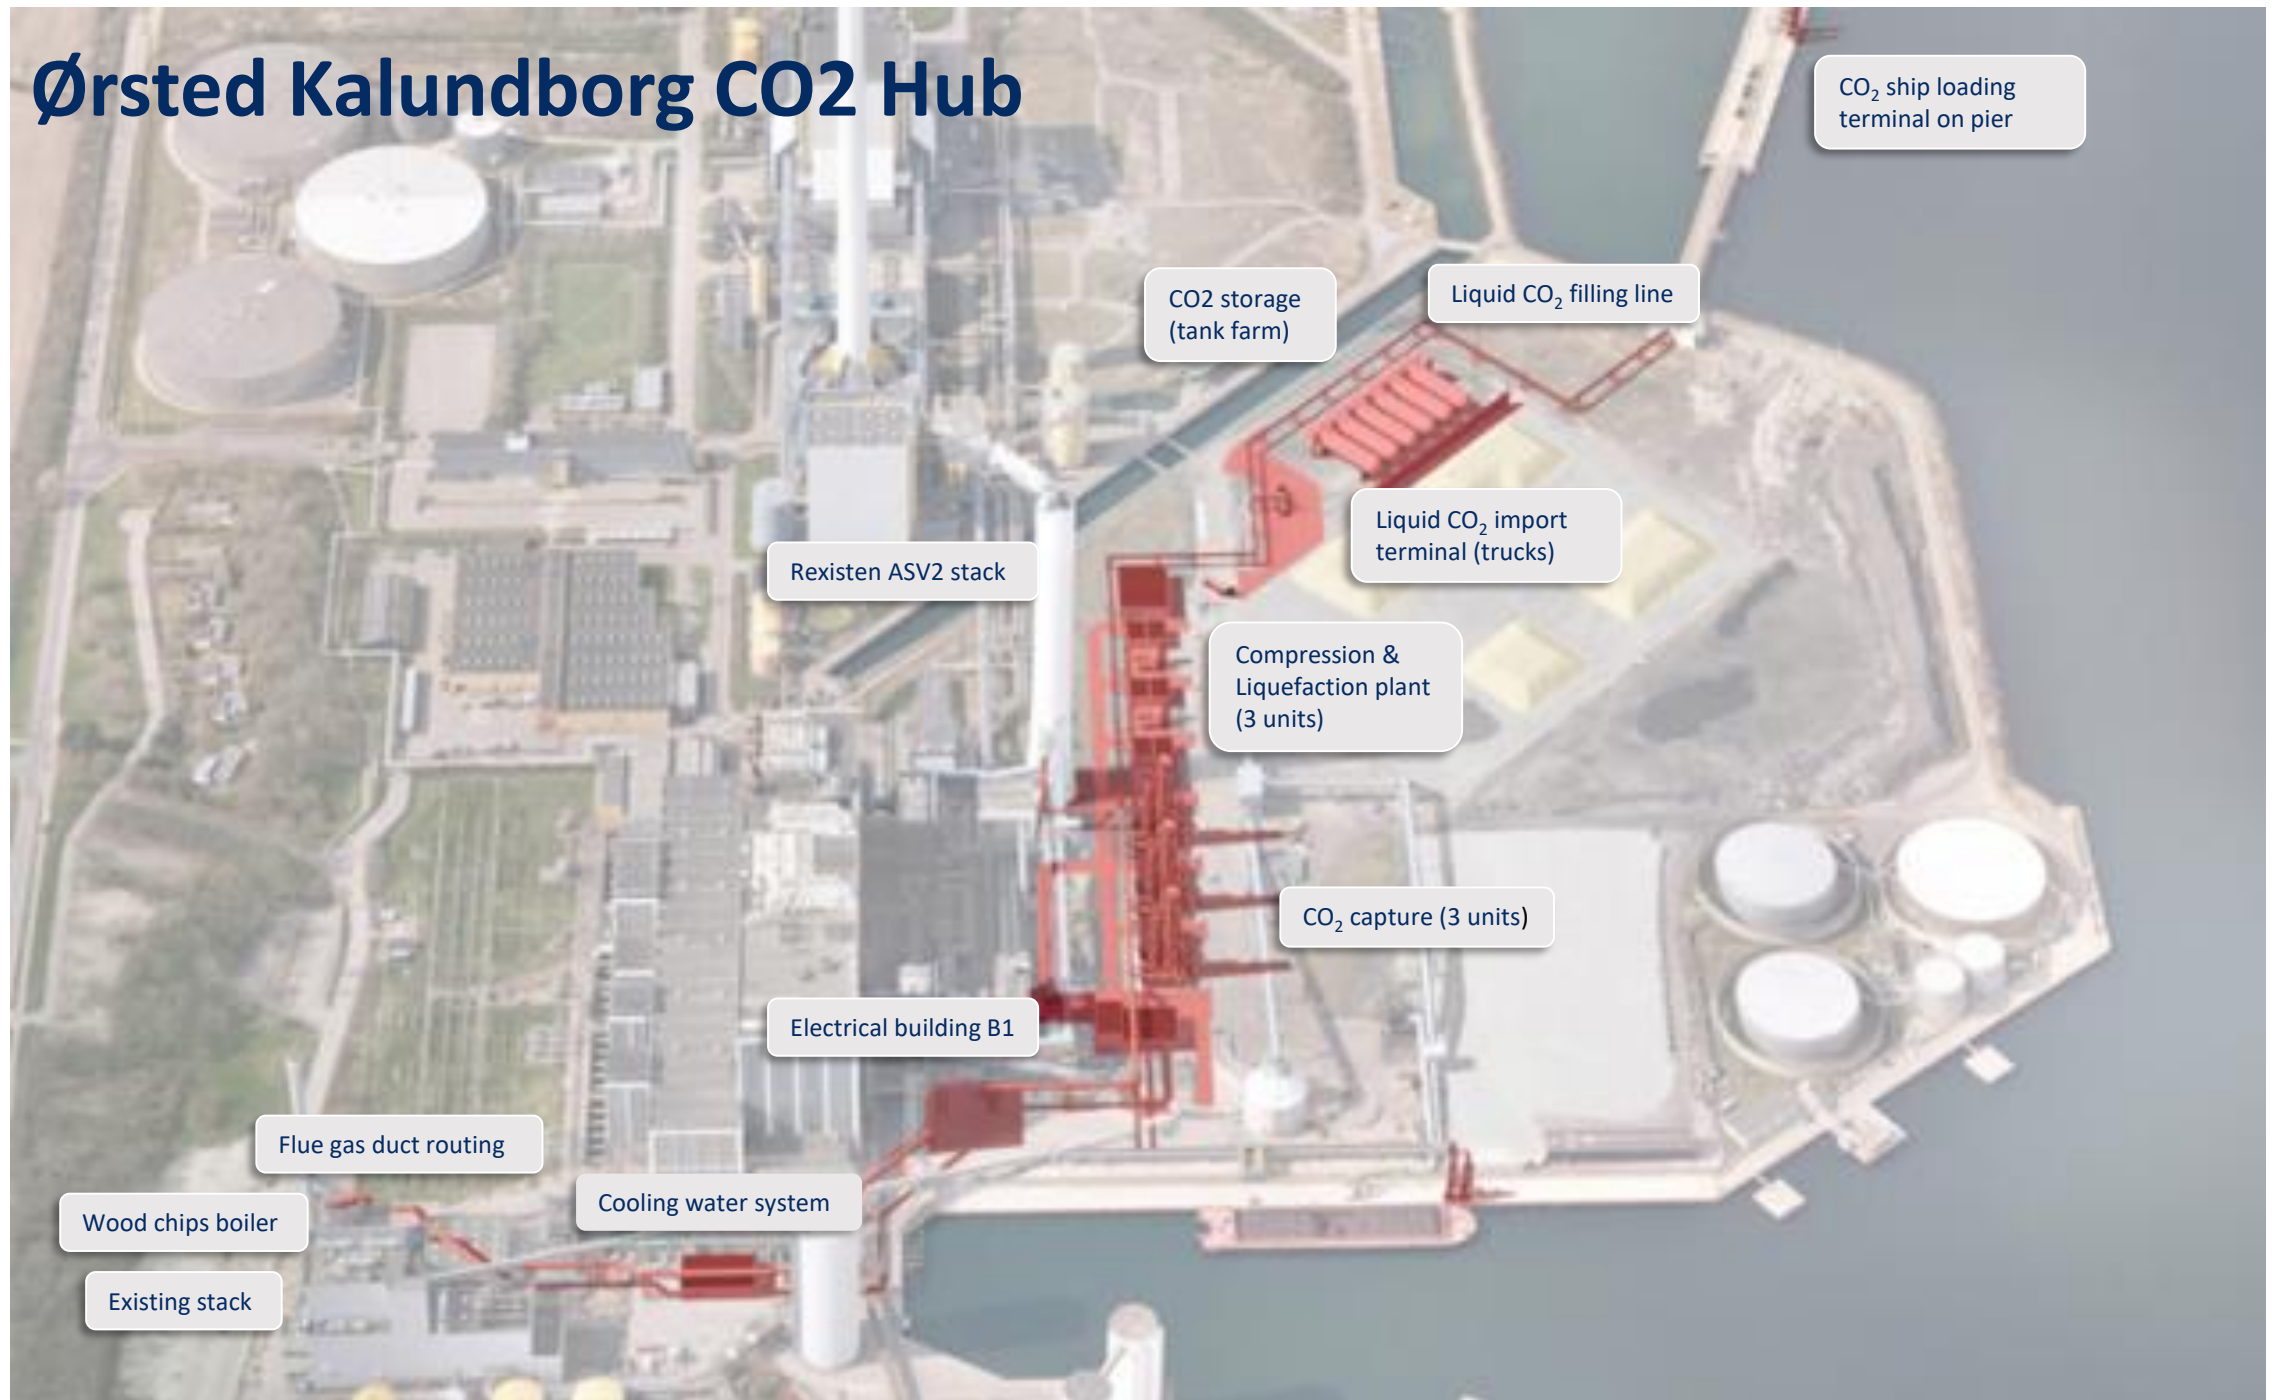 Ørsted Kalundborg CO2 Hub
CO₂ ship loading
terminal on pier
CO2 storage
(tank farm)
Liquid CO₂ filling line
Liquid CO₂ import
terminal (trucks)
Rexisten ASV2 stack
Compression &
Liquefaction plant
(3 units)
CO₂ capture (3 units)
Electrical building B1
Flue gas duct routing
Cooling water system
Wood chips boiler
Existing stack